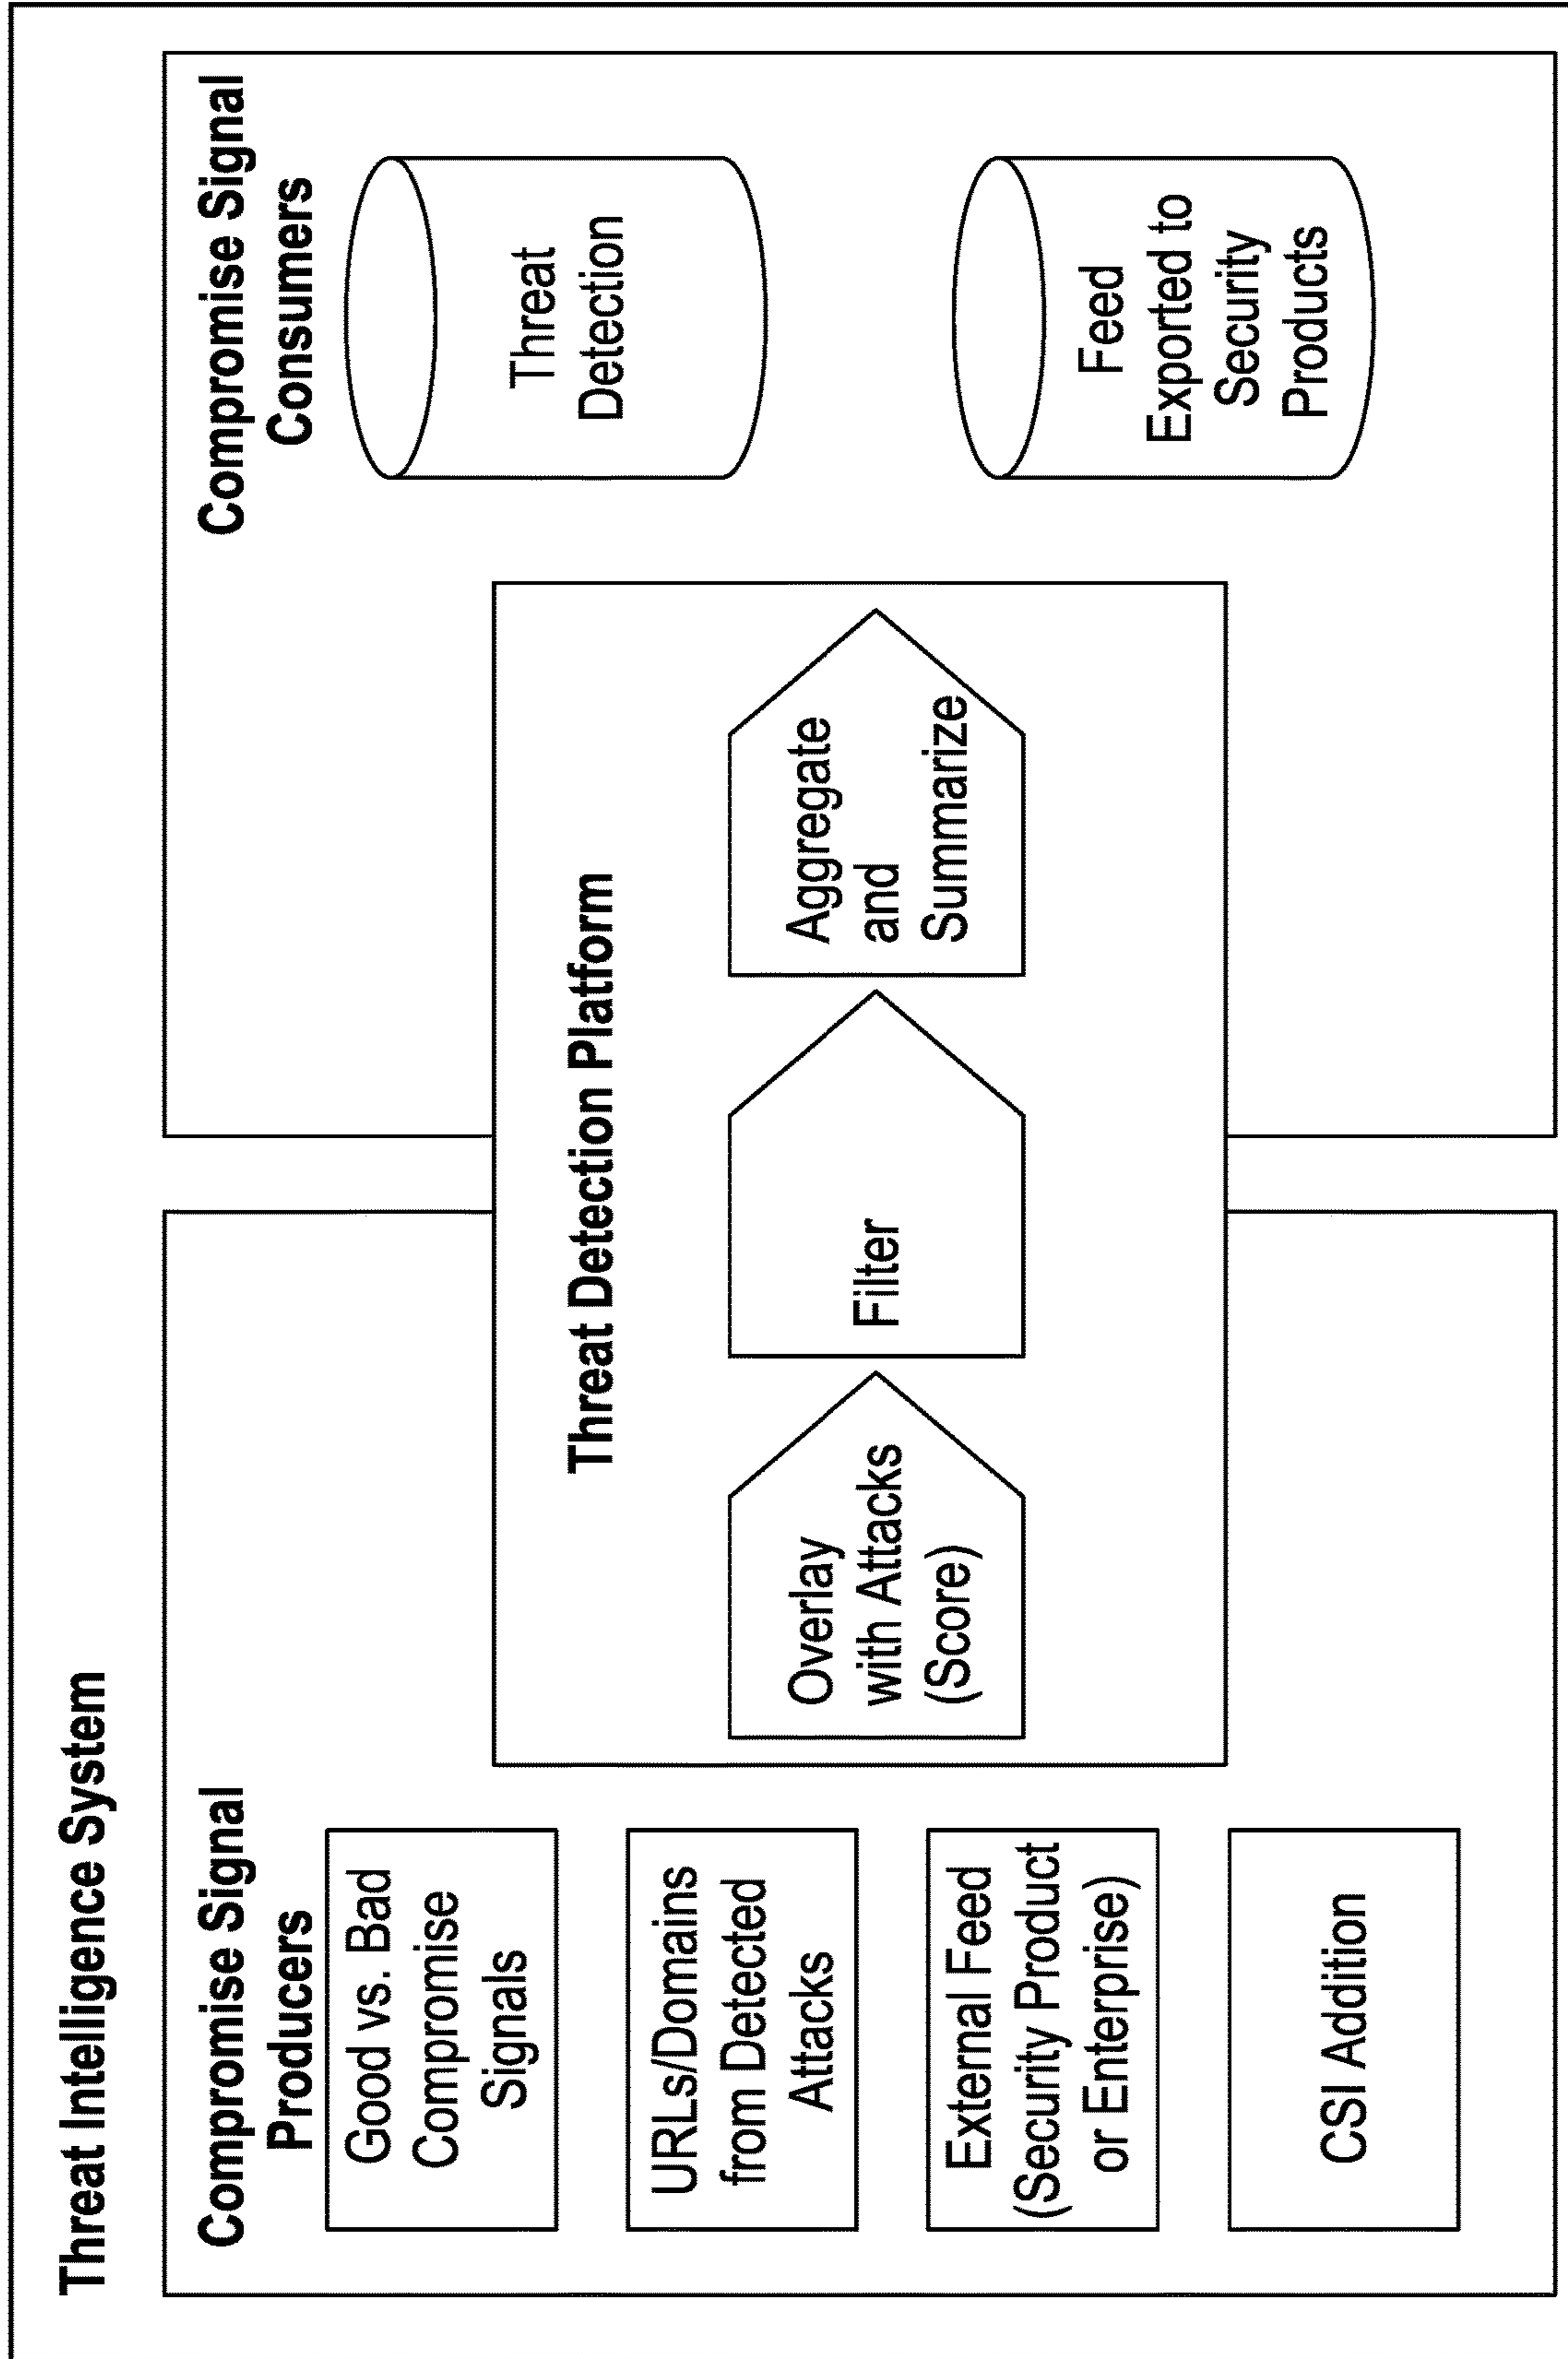 Threat Intelligence System
Compromise Signal
Producers
Good vs. Bad
Compromise
Signals
URLs/Domains
from Detected
Attacks
External Feed
(Security Product
or Enterprise)
CSI Addition
Threat Detection Platform
Overlay
with Attacks
(Score)
Filter
Aggregate
and
Summarize
Compromise Signal
Consumers
Threat
Detection
Feed
Exported to
Security
Products